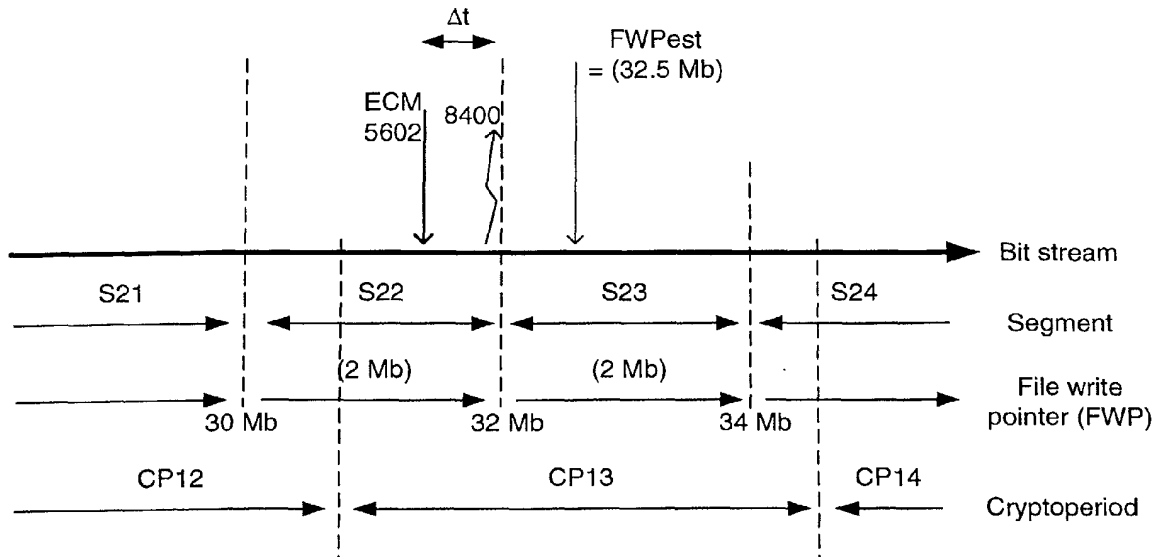 Δt
FWPest
= (32.5 Mb)
ECM
5602
8400
Bit stream
S21
S22
S23
S24
Segment
(2 Mb)
(2 Mb)
File write
pointer (FWP)
30 Mb
32 Mb
34 Mb
CP12
CP13
CP14
Cryptoperiod